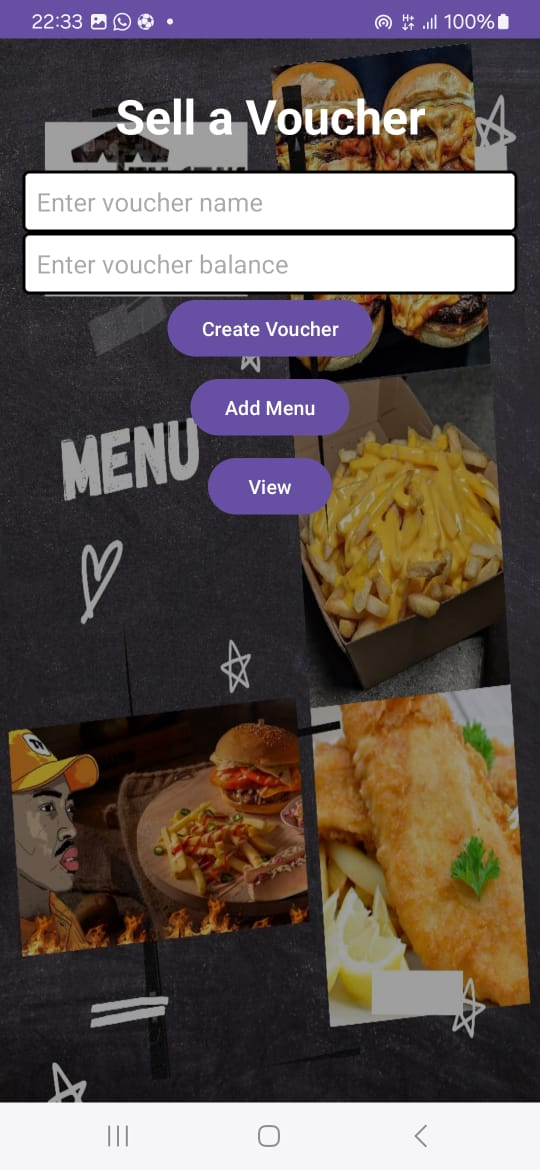 22:33
100%
Sell a Voucher
Enter voucher name
Enter voucher balance
Create Voucher
Add Menu
MENU
View